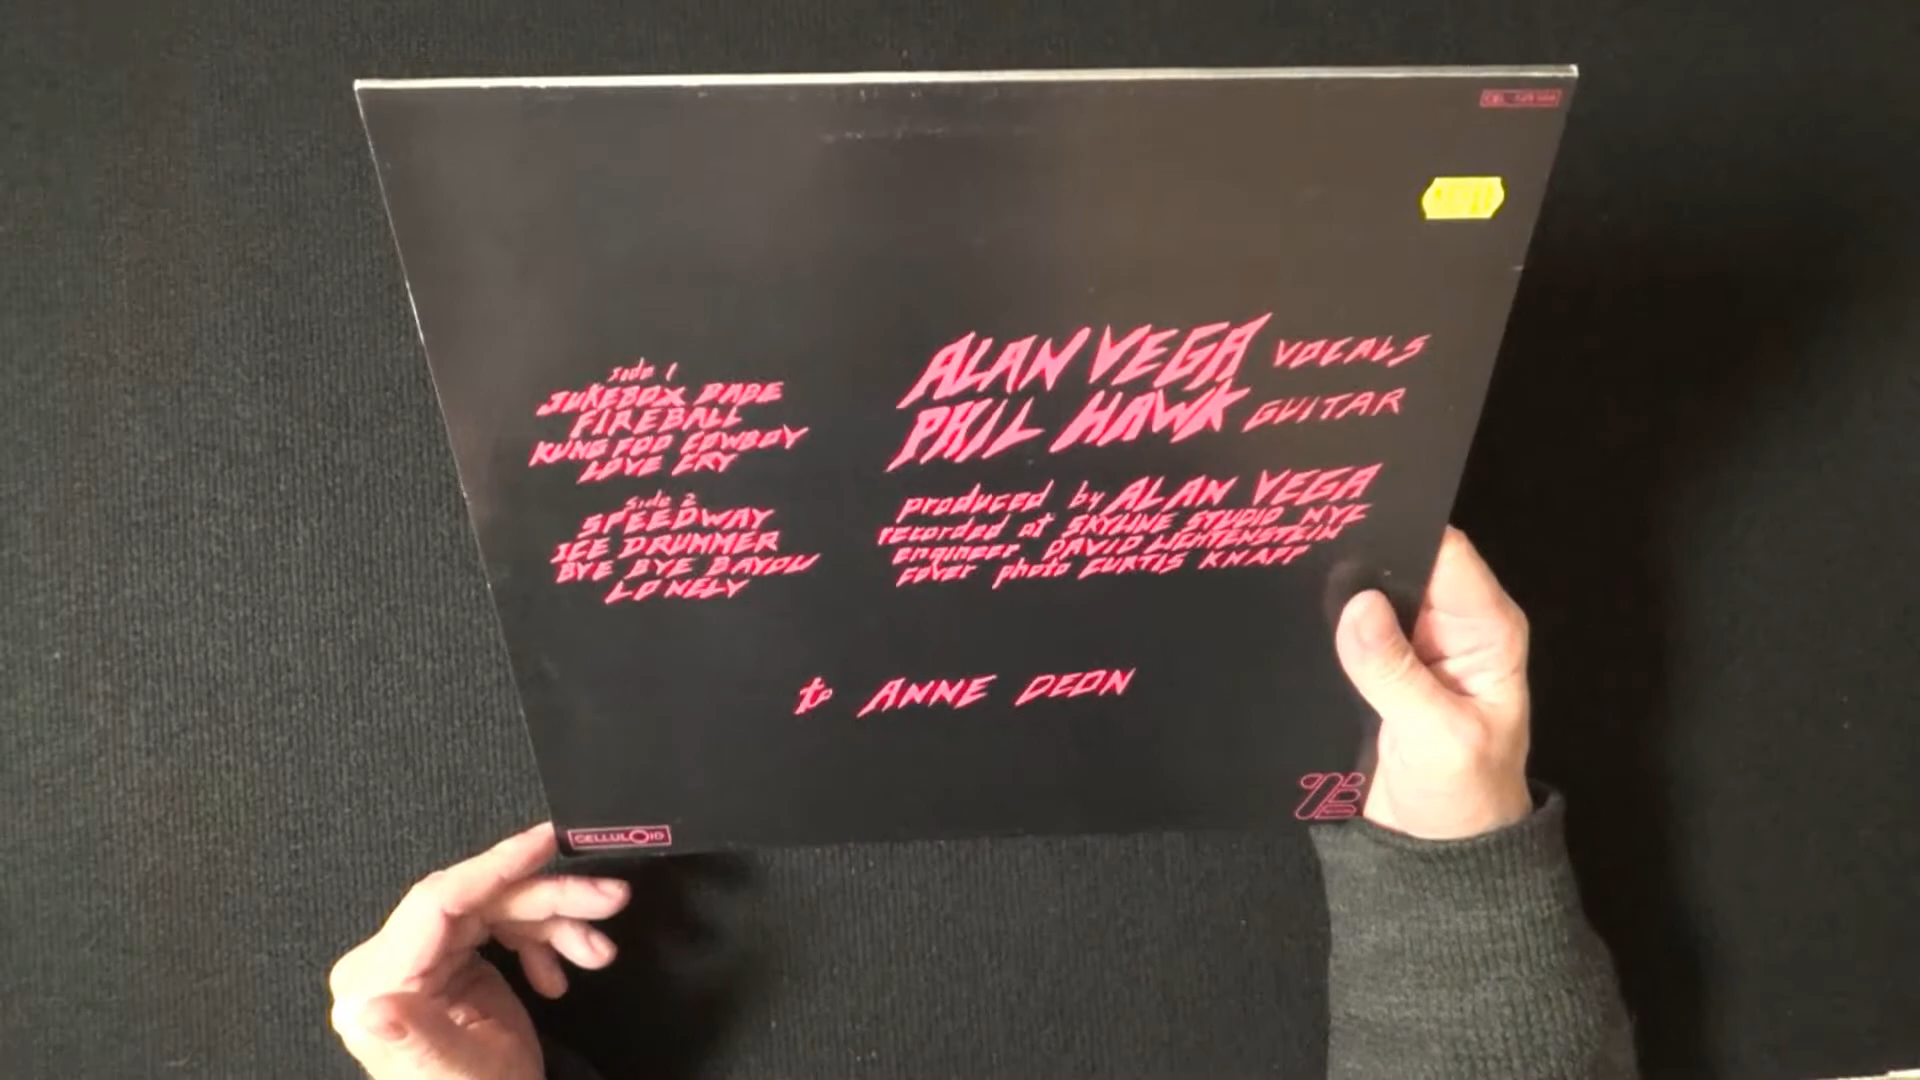 side 1
JUKEBOX BABE
FIREBALL
KUNG FOO COWBOY
LOVE CRY
side 2
SPEEDWAY
ICE DRUMMER
BYE BYE BAYOU
LONELY
ALAN VEGA VOCALS
PHIL HAWK GUITAR
produced by ALAN VEGA
recorded at SKYLINE STUDIO NYC
engineer DAVID LICHTENSTEIN
cover photo CURTIS KNAPP
to ANNE DEON
CELLULOID